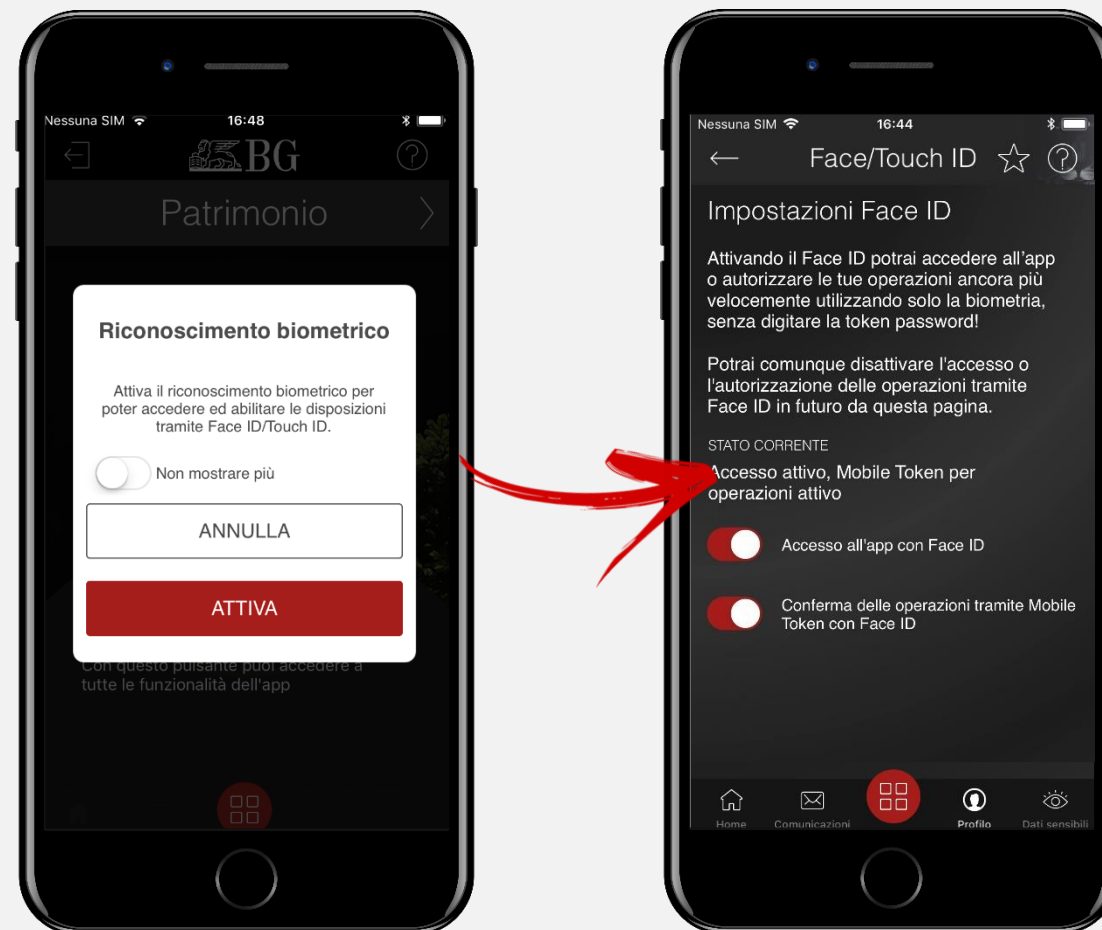 Nessuna SIM 16:48
BG
Patrimonio
Riconoscimento biometrico
Attiva il riconoscimento biometrico per
poter accedere ed abilitare le disposizioni
tramite Face ID/Touch ID.
Non mostrare più
ANNULLA
ATTIVA
Con questo pulsante puoi accedere a
tutte le funzionalità dell'app
Nessuna SIM 16:44
Face/Touch ID
Impostazioni Face ID
Attivando il Face ID potrai accedere all'app
o autorizzare le tue operazioni ancora più
velocemente utilizzando solo la biometria,
senza digitare la token password!
Potrai comunque disattivare l'accesso o
l'autorizzazione delle operazioni tramite
Face ID in futuro da questa pagina.
STATO CORRENTE
Accesso attivo, Mobile Token per
operazioni attivo
Accesso all'app con Face ID
Conferma delle operazioni tramite Mobile
Token con Face ID
Home Comunicazioni Profilo Dati sensibili